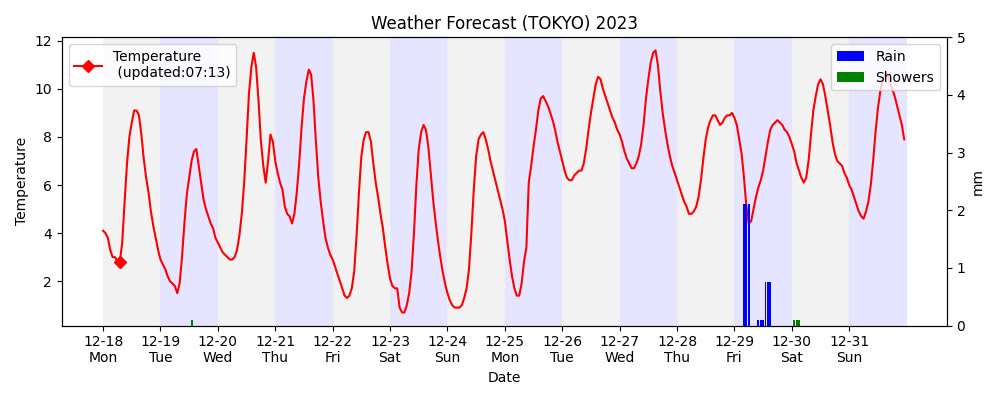 Weather Forecast (TOKYO) 2023
Temperature
(updated:07:13)
Rain
Showers
Temperature
12
10
8
6
4
2
5
4
3
2
1
0
mm
12-18 12-19 12-20 12-21 12-22 12-23 12-24 12-25 12-26 12-27 12-28 12-29 12-30 12-31
Mon Tue Wed Thu Fri Sat Sun Mon Tue Wed Thu Fri Sat Sun
Date